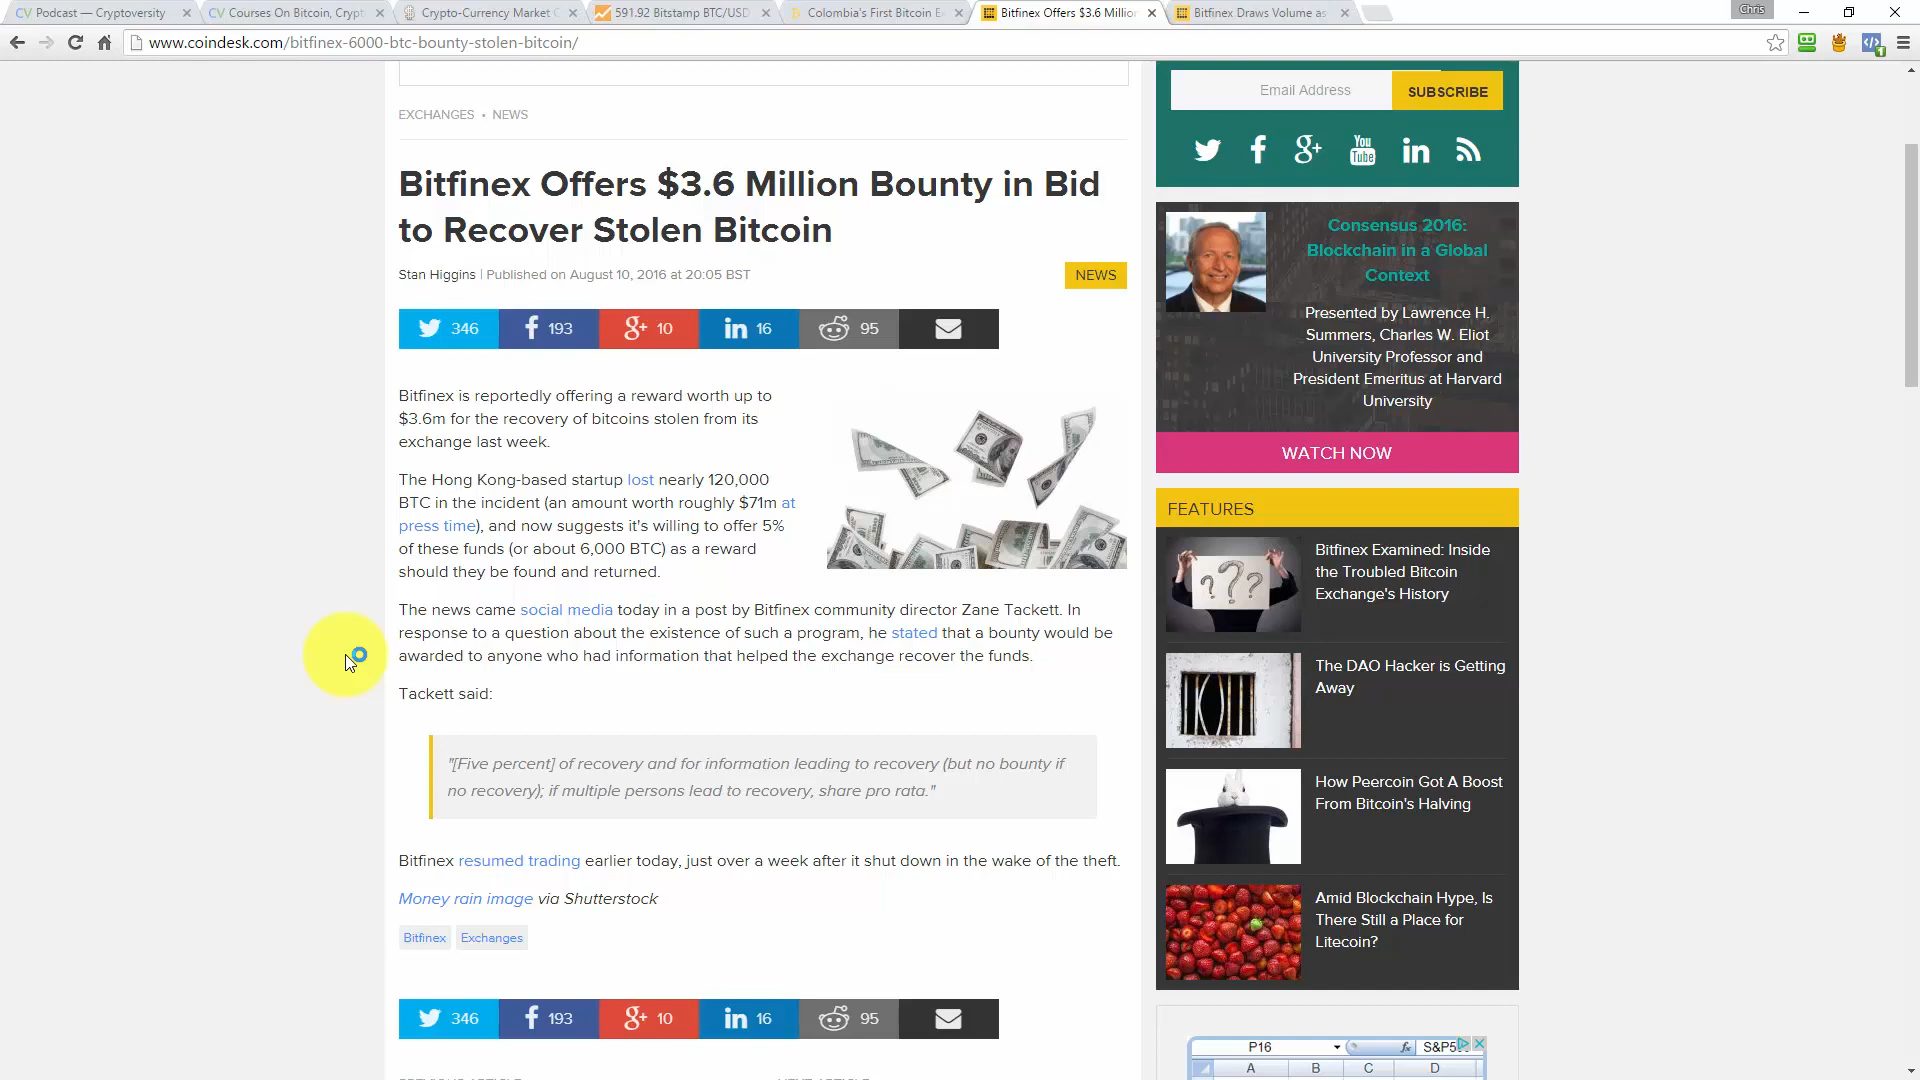 CV Podcast — Cryptoversity
CV Courses On Bitcoin, Crypt
Crypto-Currency Market C
591.92 Bitstamp BTC/USD
Colombia's First Bitcoin E
Bitfinex Offers $3.6 Million
Bitfinex Draws Volume as
Chris
www.coindesk.com/bitfinex-6000-btc-bounty-stolen-bitcoin/
EXCHANGES • NEWS
Bitfinex Offers $3.6 Million Bounty in Bid
to Recover Stolen Bitcoin
Stan Higgins | Published on August 10, 2016 at 20:05 BST
NEWS
346 193 g+ 10 in 16 95
Bitfinex is reportedly offering a reward worth up to
$3.6m for the recovery of bitcoins stolen from its
exchange last week.
The Hong Kong-based startup lost nearly 120,000
BTC in the incident (an amount worth roughly $71m at
press time), and now suggests it's willing to offer 5%
of these funds (or about 6,000 BTC) as a reward
should they be found and returned.
The news came social media today in a post by Bitfinex community director Zane Tackett. In
response to a question about the existence of such a program, he stated that a bounty would be
awarded to anyone who had information that helped the exchange recover the funds.
Tackett said:
"[Five percent] of recovery and for information leading to recovery (but no bounty if
no recovery); if multiple persons lead to recovery, share pro rata."
Bitfinex resumed trading earlier today, just over a week after it shut down in the wake of the theft.
Money rain image via Shutterstock
Bitfinex Exchanges
346 193 g+ 10 in 16 95
Email Address
SUBSCRIBE
g+ You Tube in
Consensus 2016:
Blockchain in a Global
Context
Presented by Lawrence H.
Summers, Charles W. Eliot
University Professor and
President Emeritus at Harvard
University
WATCH NOW
FEATURES
Bitfinex Examined: Inside
the Troubled Bitcoin
Exchange's History
? ? ?
The DAO Hacker is Getting
Away
How Peercoin Got A Boost
From Bitcoin's Halving
Amid Blockchain Hype, Is
There Still a Place for
Litecoin?
P16 fx S&P5
A B C D